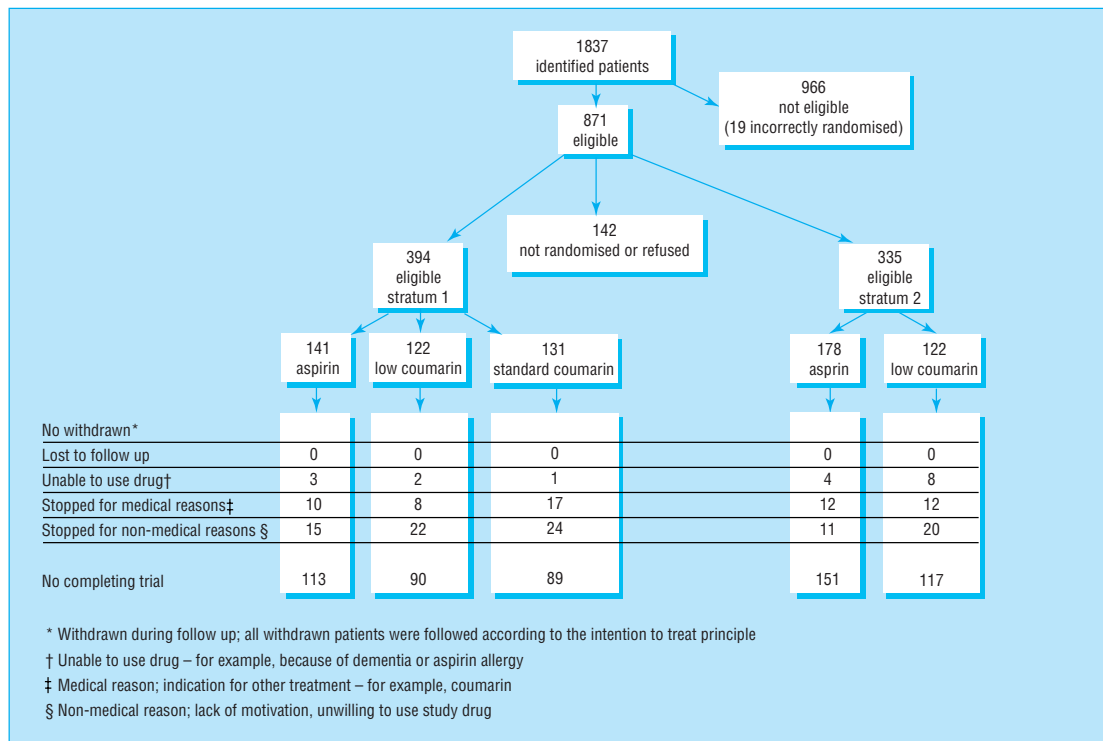 1837
identified patients
966
not eligible
(19 incorrectly randomised)
871
eligible
142
not randomised or refused
394
eligible
stratum 1
335
eligible
stratum 2
141
aspirin
122
low coumarin
131
standard coumarin
178
asprin
122
low coumarin
No withdrawn*
Lost to follow up 0 0 0 0 0
Unable to use drug† 3 2 1 4 8
Stopped for medical reasons‡ 10 8 17 12 12
Stopped for non-medical reasons § 15 22 24 11 20
No completing trial 113 90 89 151 117
* Withdrawn during follow up; all withdrawn patients were followed according to the intention to treat principle
† Unable to use drug – for example, because of dementia or aspirin allergy
‡ Medical reason; indication for other treatment – for example, coumarin
§ Non-medical reason; lack of motivation, unwilling to use study drug